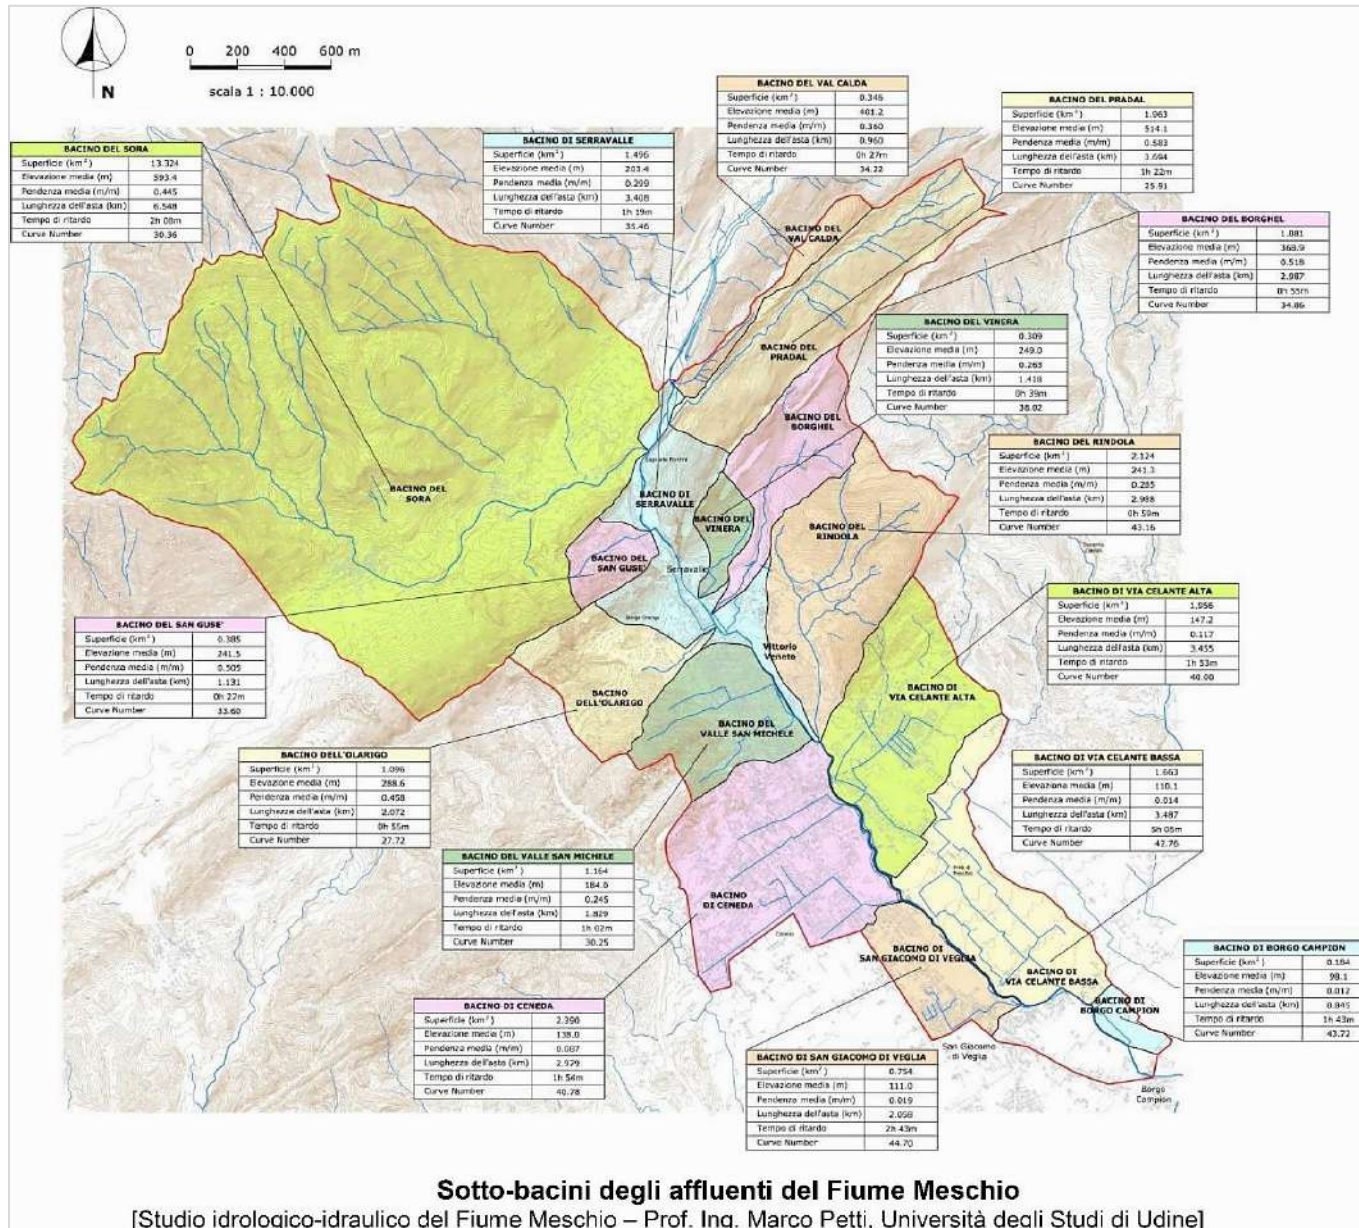 0 200 400 600 m
scala 1 : 10.000
N
BACINO DEL VAL CALDA
Superficie (km²) 0.346
Elevazione media (m) 401.2
Pendenza media (m/m) 0.360
Lunghezza dell'asta (km) 0.960
Tempo di ritardo 0h 27m
Curve Number 34.22
BACINO DEL PRADAL
Superficie (km²) 1.963
Elevazione media (m) 514.1
Pendenza media (m/m) 0.583
Lunghezza dell'asta (km) 3.694
Tempo di ritardo 1h 22m
Curve Number 25.91
BACINO DEL SORA
Superficie (km²) 13.324
Elevazione media (m) 593.4
Pendenza media (m/m) 0.445
Lunghezza dell'asta (km) 6.548
Tempo di ritardo 2h 08m
Curve Number 30.36
BACINO DI SERRAVALLE
Superficie (km²) 1.496
Elevazione media (m) 203.4
Pendenza media (m/m) 0.299
Lunghezza dell'asta (km) 3.408
Tempo di ritardo 1h 19m
Curve Number 35.46
BACINO DEL BORGHEL
Superficie (km²) 1.081
Elevazione media (m) 368.9
Pendenza media (m/m) 0.518
Lunghezza dell'asta (km) 2.987
Tempo di ritardo 0h 55m
Curve Number 34.86
BACINO DEL VINERA
Superficie (km²) 0.309
Elevazione media (m) 249.0
Pendenza media (m/m) 0.263
Lunghezza dell'asta (km) 1.418
Tempo di ritardo 0h 39m
Curve Number 38.02
BACINO DEL RINDOLA
Superficie (km²) 2.124
Elevazione media (m) 241.3
Pendenza media (m/m) 0.285
Lunghezza dell'asta (km) 2.988
Tempo di ritardo 0h 59m
Curve Number 43.16
BACINO DEL
VAL CALDA
BACINO DEL
PRADAL
BACINO DEL
BORGHEL
BACINO DEL
SORA
BACINO DI
SERRAVALLE
BACINO DEL
VINERA
BACINO DEL
RINDOLA
BACINO DEL
SAN GUSE'
Serravalle
BACINO DI VIA CELANTE ALTA
Superficie (km²) 1.956
Elevazione media (m) 147.2
Pendenza media (m/m) 0.117
Lunghezza dell'asta (km) 3.455
Tempo di ritardo 1h 53m
Curve Number 40.00
BACINO DEL SAN GUSE'
Superficie (km²) 0.385
Elevazione media (m) 241.5
Pendenza media (m/m) 0.505
Lunghezza dell'asta (km) 1.131
Tempo di ritardo 0h 27m
Curve Number 33.60
Vittorio
Veneto
BACINO
DELL'OLARIGO
BACINO DI
VIA CELANTE ALTA
BACINO DEL
VALLE SAN MICHELE
BACINO DELL'OLARIGO
Superficie (km²) 1.096
Elevazione media (m) 288.6
Pendenza media (m/m) 0.458
Lunghezza dell'asta (km) 2.072
Tempo di ritardo 0h 55m
Curve Number 27.72
BACINO DI VIA CELANTE BASSA
Superficie (km²) 1.663
Elevazione media (m) 110.1
Pendenza media (m/m) 0.014
Lunghezza dell'asta (km) 3.487
Tempo di ritardo 5h 05m
Curve Number 42.76
BACINO DEL VALLE SAN MICHELE
Superficie (km²) 1.164
Elevazione media (m) 184.0
Pendenza media (m/m) 0.245
Lunghezza dell'asta (km) 1.829
Tempo di ritardo 1h 02m
Curve Number 30.25
BACINO
DI CENEDA
BACINO DI
SAN GIACOMO DI VEGLIA
BACINO DI
VIA CELANTE BASSA
BACINO DI
BORGO CAMPION
BACINO DI BORGO CAMPION
Superficie (km²) 0.184
Elevazione media (m) 98.1
Pendenza media (m/m) 0.012
Lunghezza dell'asta (km) 0.845
Tempo di ritardo 1h 43m
Curve Number 43.72
BACINO DI CENEDA
Superficie (km²) 2.390
Elevazione media (m) 138.0
Pendenza media (m/m) 0.087
Lunghezza dell'asta (km) 2.979
Tempo di ritardo 1h 54m
Curve Number 40.78
San Giacomo
di Veglia
BACINO DI SAN GIACOMO DI VEGLIA
Superficie (km²) 0.754
Elevazione media (m) 111.0
Pendenza media (m/m) 0.019
Lunghezza dell'asta (km) 2.058
Tempo di ritardo 2h 43m
Curve Number 44.70
Borgo
Campion
Sotto-bacini degli affluenti del Fiume Meschio
[Studio idrologico-idraulico del Fiume Meschio – Prof. Ing. Marco Petti, Università degli Studi di Udine]